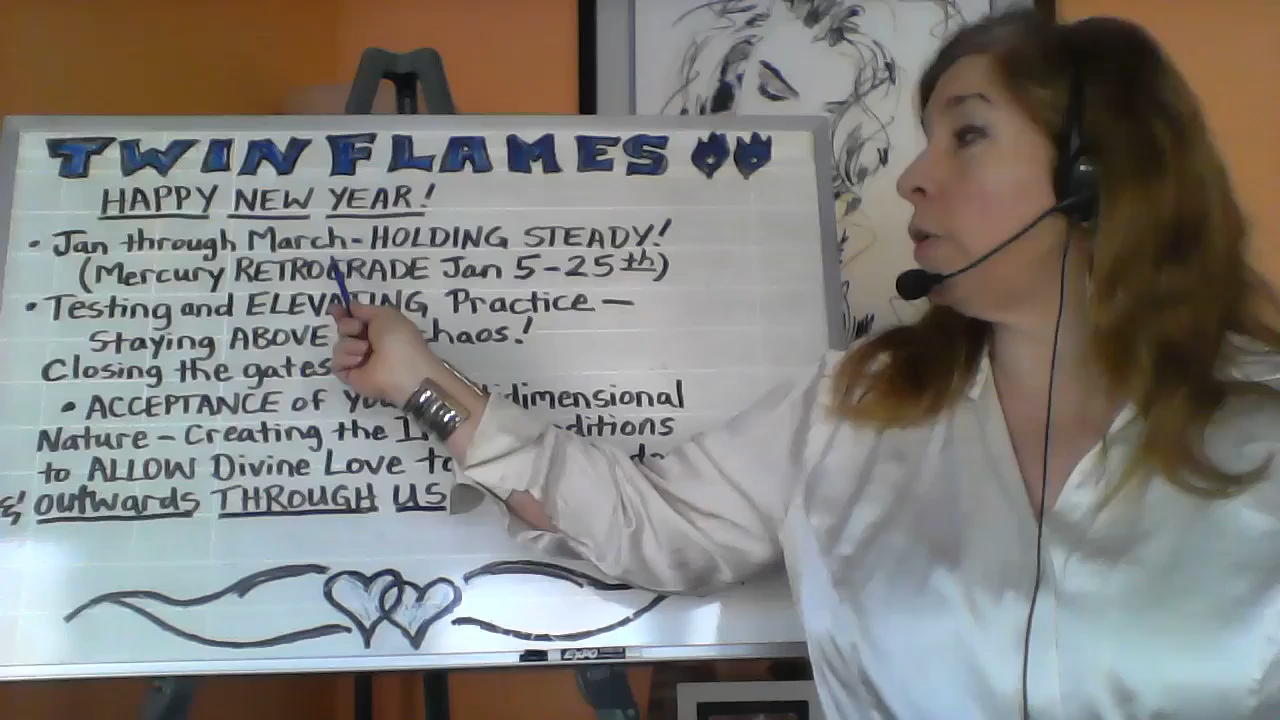 TWIN FLAMES
HAPPY NEW YEAR!
• Jan through March - HOLDING STEADY!
(Mercury RETROGRADE Jan 5-25th)
• Testing and ELEVATING Practice —
Staying ABOVE chaos!
Closing the gates
• ACCEPTANCE of dimensional
Nature - Creating the
to ALLOW Divine Love
& outwards THROUGH US
EXPO